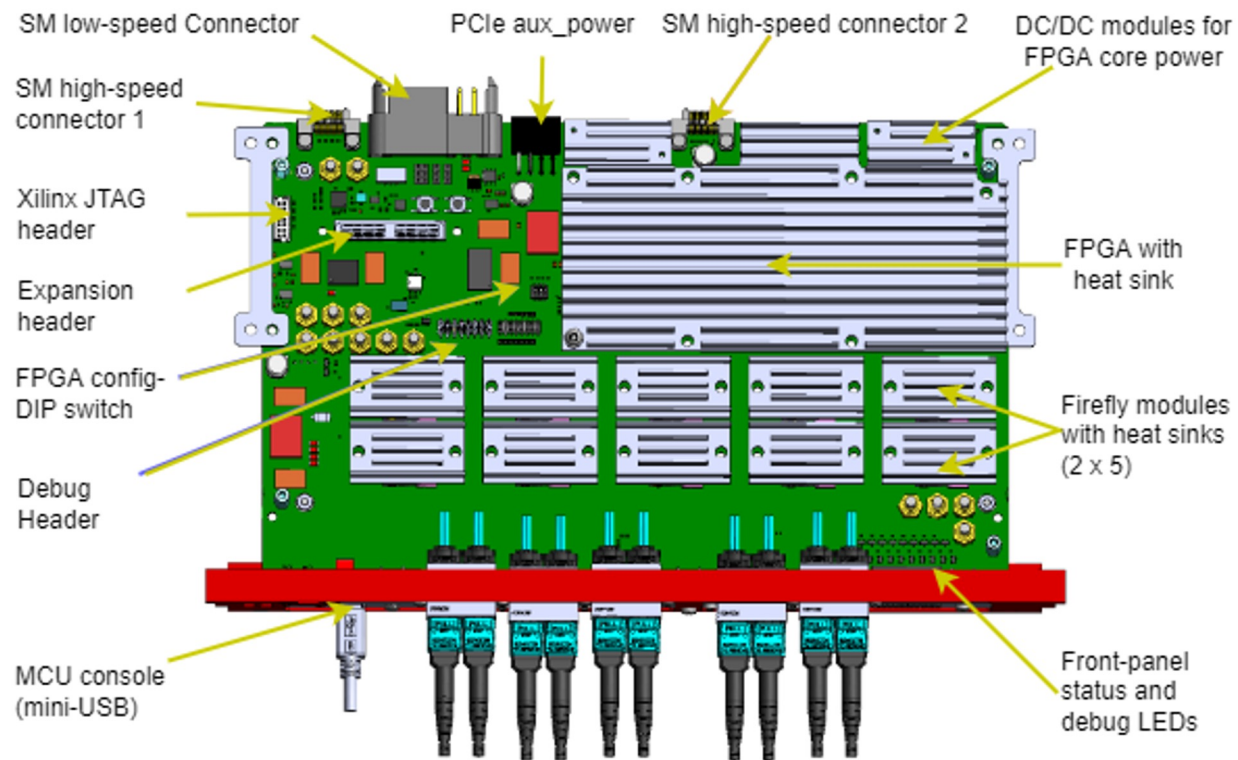 SM low-speed Connector
PCIe aux_power
SM high-speed connector 2
DC/DC modules for
FPGA core power
SM high-speed
connector 1
Xilinx JTAG
header
Expansion
header
FPGA config-
DIP switch
Debug
Header
MCU console
(mini-USB)
FPGA with
heat sink
Firefly modules
with heat sinks
(2 x 5)
Front-panel
status and
debug LEDs